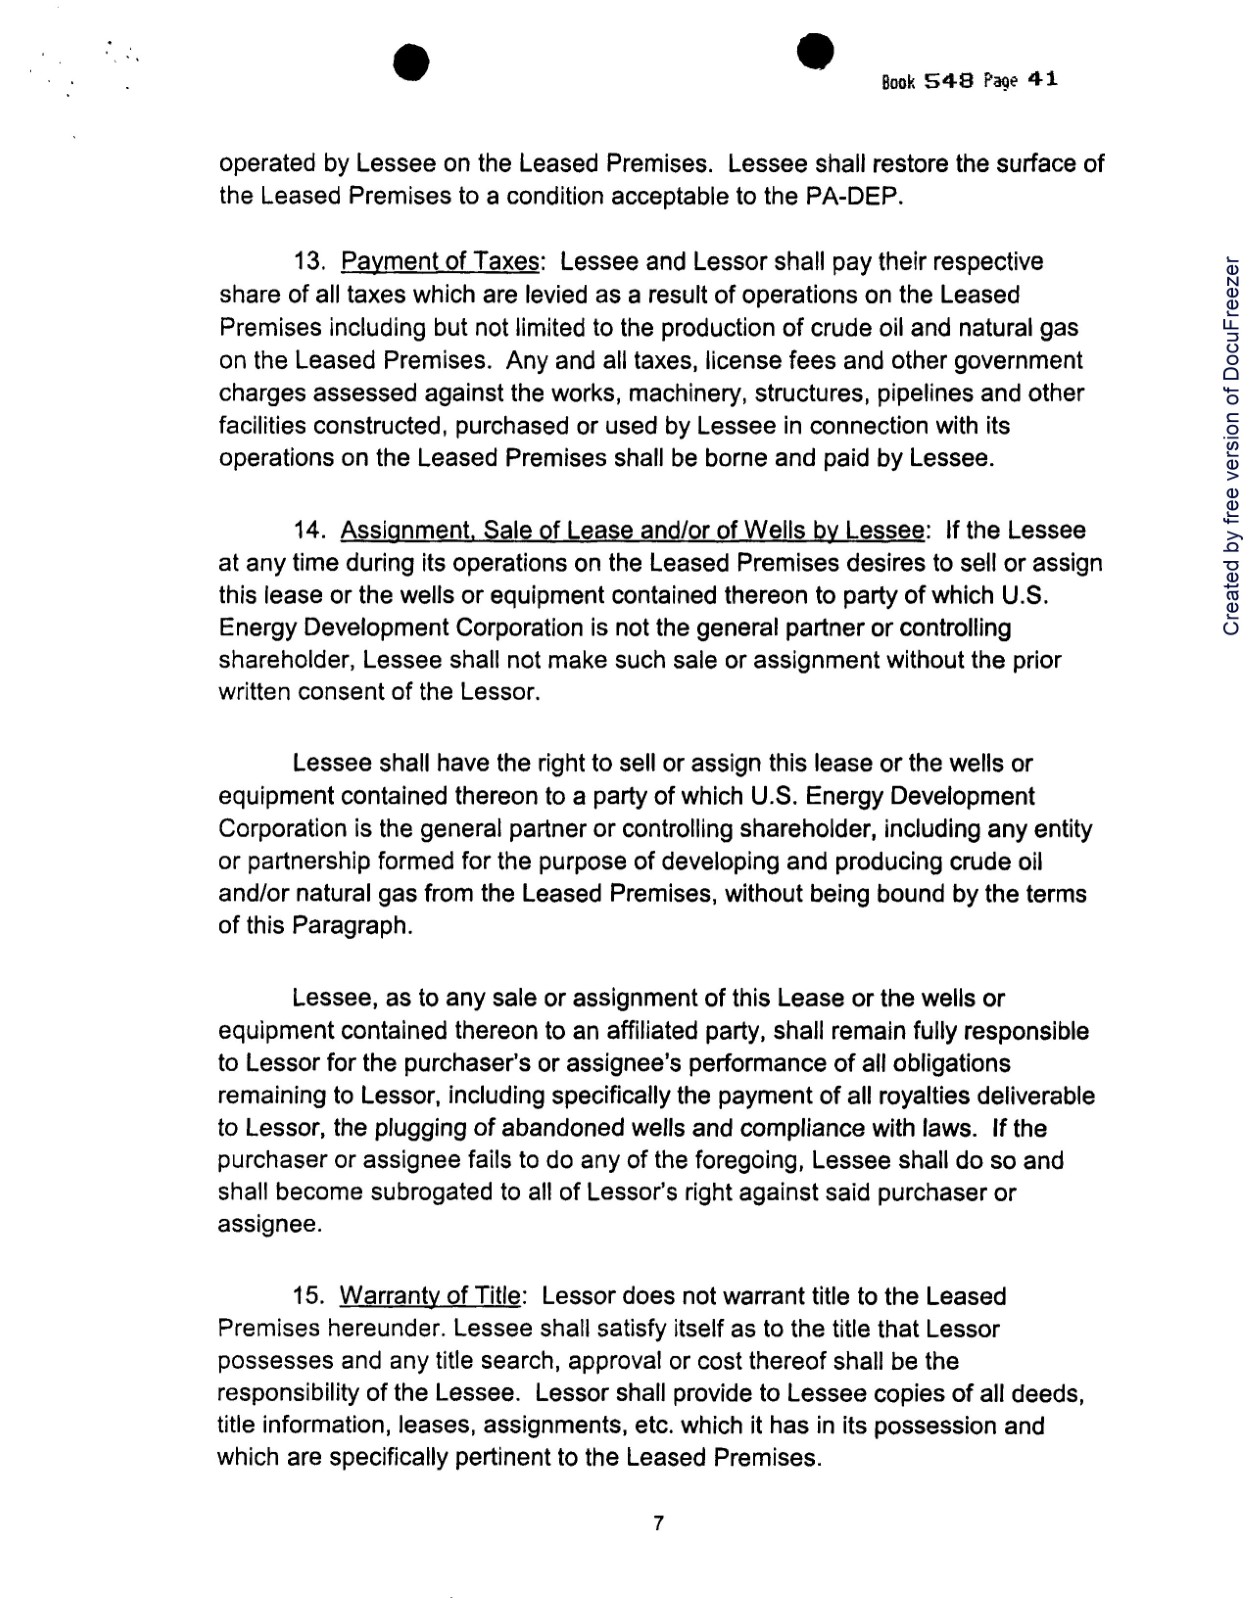 Book 548 Page 41
operated by Lessee on the Leased Premises.  Lessee shall restore the surface of
the Leased Premises to a condition acceptable to the PA-DEP.
13.  Payment of Taxes:  Lessee and Lessor shall pay their respective
share of all taxes which are levied as a result of operations on the Leased
Premises including but not limited to the production of crude oil and natural gas
on the Leased Premises.  Any and all taxes, license fees and other government
charges assessed against the works, machinery, structures, pipelines and other
facilities constructed, purchased or used by Lessee in connection with its
operations on the Leased Premises shall be borne and paid by Lessee.
14.  Assignment, Sale of Lease and/or of Wells by Lessee:  If the Lessee
at any time during its operations on the Leased Premises desires to sell or assign
this lease or the wells or equipment contained thereon to party of which U.S.
Energy Development Corporation is not the general partner or controlling
shareholder, Lessee shall not make such sale or assignment without the prior
written consent of the Lessor.
Lessee shall have the right to sell or assign this lease or the wells or
equipment contained thereon to a party of which U.S. Energy Development
Corporation is the general partner or controlling shareholder, including any entity
or partnership formed for the purpose of developing and producing crude oil
and/or natural gas from the Leased Premises, without being bound by the terms
of this Paragraph.
Lessee, as to any sale or assignment of this Lease or the wells or
equipment contained thereon to an affiliated party, shall remain fully responsible
to Lessor for the purchaser's or assignee's performance of all obligations
remaining to Lessor, including specifically the payment of all royalties deliverable
to Lessor, the plugging of abandoned wells and compliance with laws.  If the
purchaser or assignee fails to do any of the foregoing, Lessee shall do so and
shall become subrogated to all of Lessor's right against said purchaser or
assignee.
15.  Warranty of Title:  Lessor does not warrant title to the Leased
Premises hereunder. Lessee shall satisfy itself as to the title that Lessor
possesses and any title search, approval or cost thereof shall be the
responsibility of the Lessee.  Lessor shall provide to Lessee copies of all deeds,
title information, leases, assignments, etc. which it has in its possession and
which are specifically pertinent to the Leased Premises.
7
Created by free version of DocuFreezer